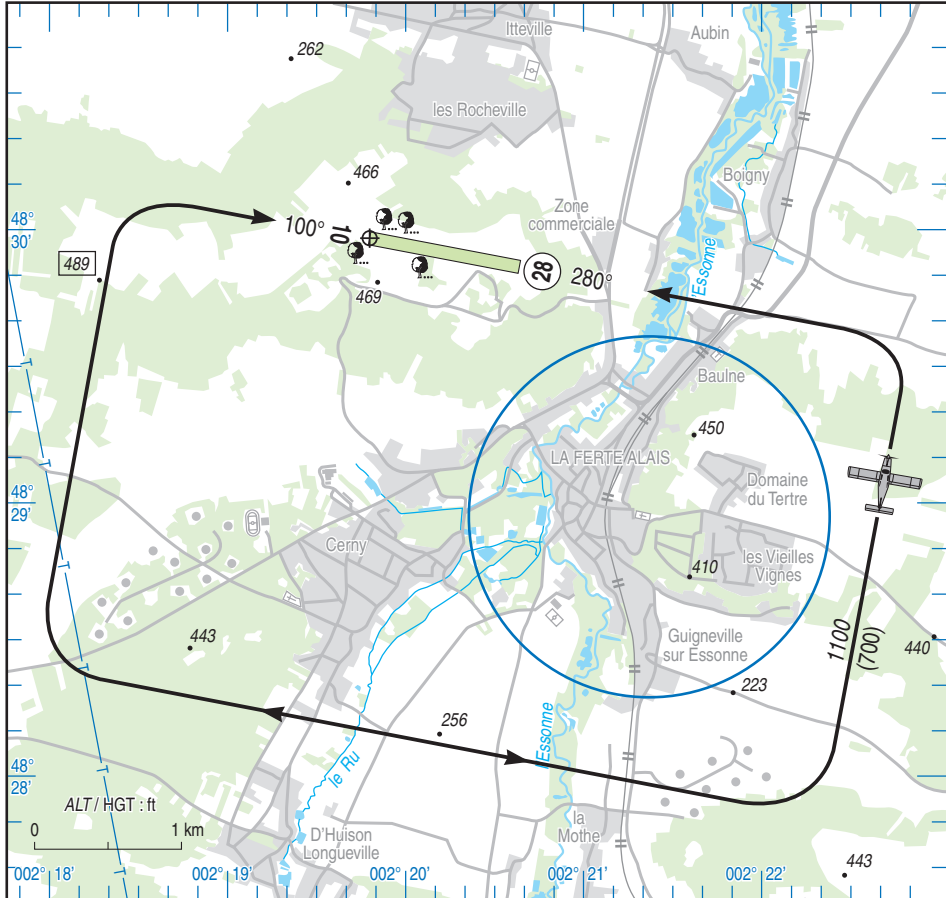 Itteville
Aubin
262
les Rocheville
466
Boigny
Zone
commerciale
48°
30'
100°
10
28
280°
l'Essonne
489
469
Baulne
450
LA FERTE ALAIS
Domaine
du Tertre
48°
29'
Cerny
les Vieilles
Vignes
410
443
Guigneville
sur Essonne
1100
(700)
440
223
256
l'Essonne
le Ru
48°
28'
ALT / HGT : ft
0 1 km
la
Mothe
D'Huison
Longueville
443
002° 18'
002° 19'
002° 20'
002° 21'
002° 22'